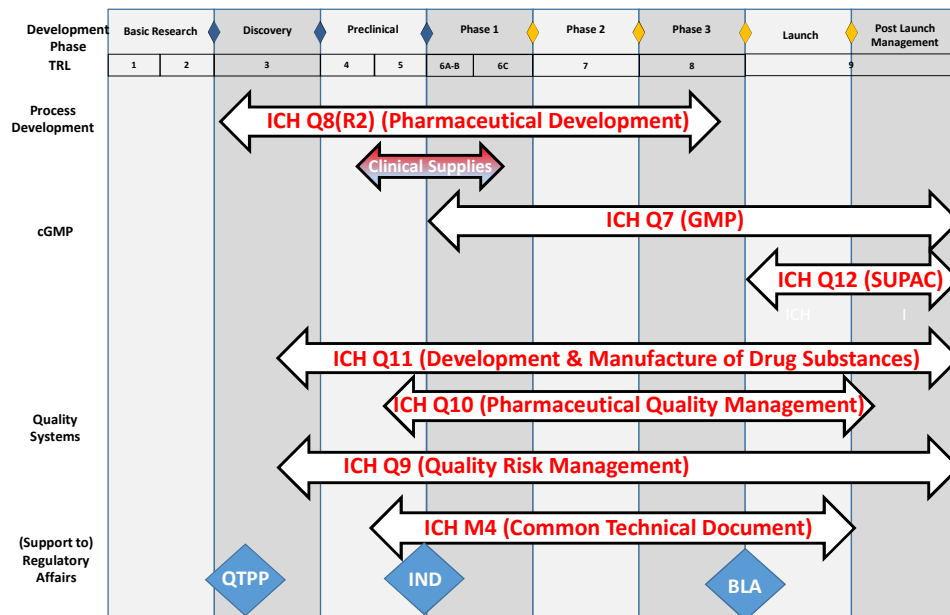 Development
Phase
Basic Research
Discovery
Preclinical
Phase 1
Phase 2
Phase 3
Launch
Post Launch
Management
TRL
1
2
3
4
5
6A-B
6C
7
8
9
Process
Development
ICH Q8(R2) (Pharmaceutical Development)
Clinical Supplies
cGMP
ICH Q7 (GMP)
ICH Q12 (SUPAC)
ICH
I
ICH Q11 (Development & Manufacture of Drug Substances)
ICH Q10 (Pharmaceutical Quality Management)
Quality
Systems
ICH Q9 (Quality Risk Management)
ICH M4 (Common Technical Document)
(Support to)
Regulatory
Affairs
QTPP
IND
BLA